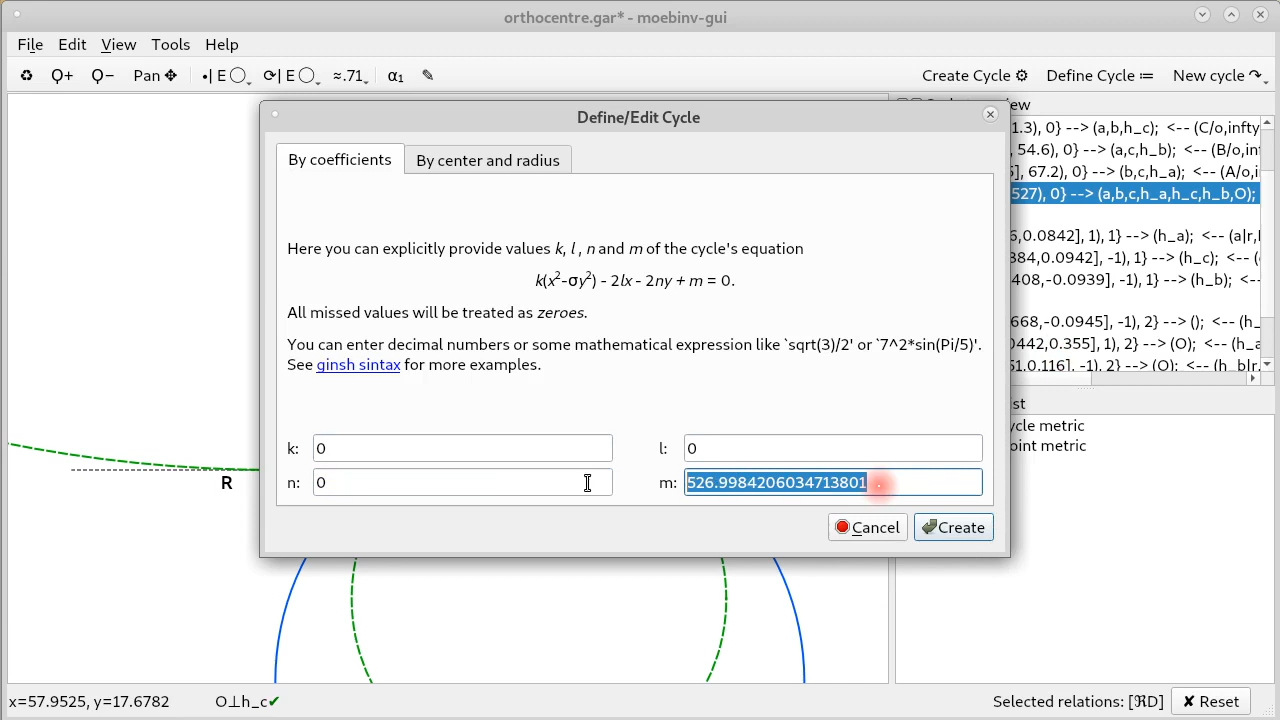 orthocentre.gar* - moebinv-gui
File Edit View Tools Help
Pan ·| E ⟳| E ≈.71 α₁ Create Cycle Define Cycle New cycle
Define/Edit Cycle
By coefficients By center and radius
Here you can explicitly provide values k, l , n and m of the cycle's equation
k(x²-σy²) - 2lx - 2ny + m = 0.
All missed values will be treated as zeroes.
You can enter decimal numbers or some mathematical expression like `sqrt(3)/2' or `7^2*sin(Pi/5)'.
See ginsh sintax for more examples.
k: 0 l: 0
n: 0 m: 526.9984206034713801
Cancel Create
R
1.3), 0} --> (a,b,h_c); <-- (C/o,infty
, 54.6), 0} --> (a,c,h_b); <-- (B/o,inf
], 67.2), 0} --> (b,c,h_a); <-- (A/o,i
527), 0} --> (a,b,c,h_a,h_c,h_b,O);
6,0.0842], 1), 1} --> (h_a); <-- (a|r,
384,0.0942], -1), 1} --> (h_c); <-- (
408,-0.0939], -1), 1} --> (h_b); <--
668,-0.0945], -1), 2} --> (); <-- (h_
0442,0.355], 1), 2} --> (O); <-- (h_a
51,0.116], -1), 2} --> (O); <-- (h_b|r
st
ycle metric
oint metric
x=57.9525, y=17.6782 O⊥h_c✔ Selected relations: [ℜD] ✘ Reset